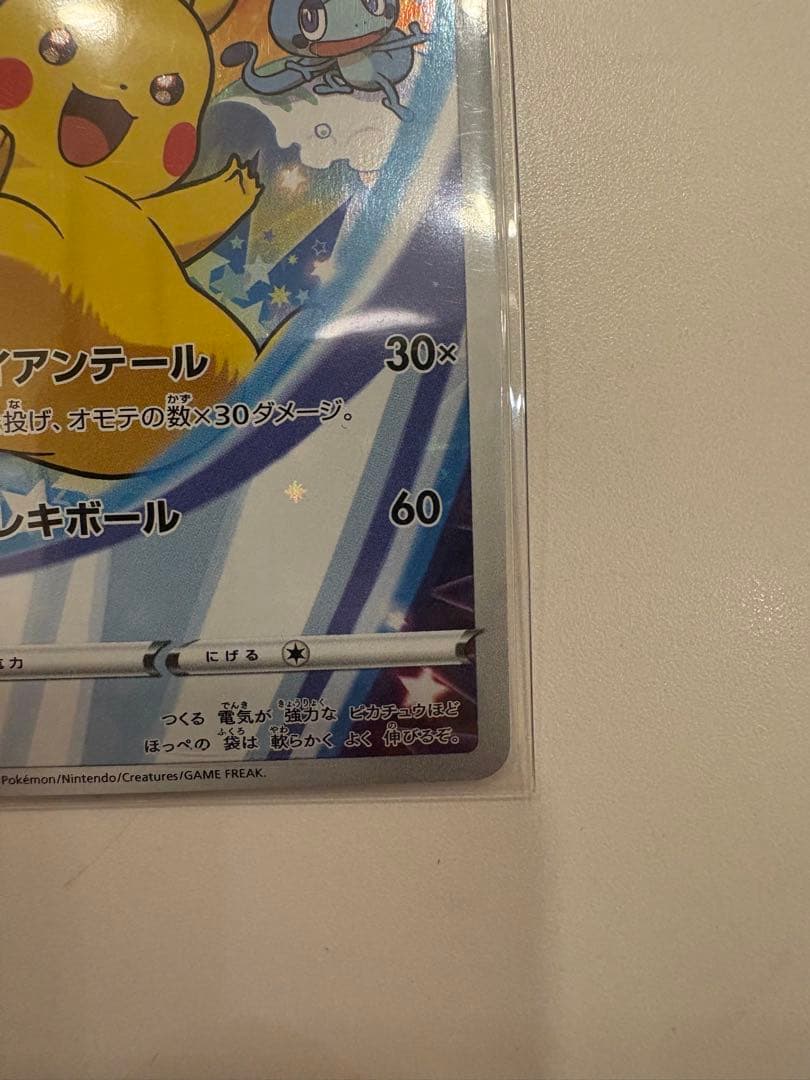 イアンテール 30×
投げ、オモテの数×30ダメージ。
レキボール 60
力 にげる
つくる 電気が 強力な ピカチュウほど
ほっぺの 袋は 軟らかく よく 伸びるぞ。
Pokémon/Nintendo/Creatures/GAME FREAK.